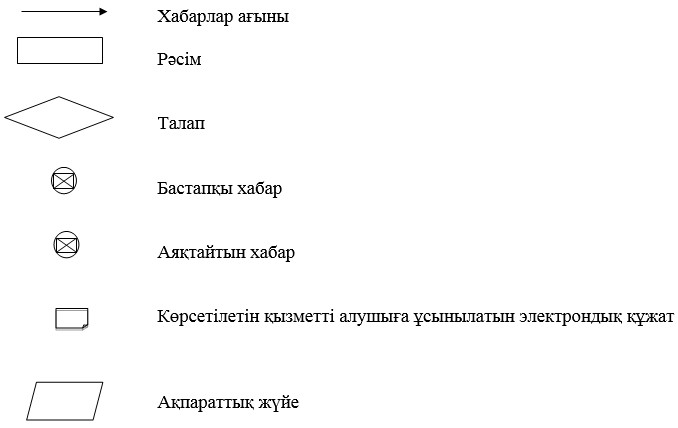 Хабарлар ағыны
Рәсім
Талап
Бастапқы хабар
Аяқтайтын хабар
Көрсетілетін қызметті алушыға ұсынылатын электрондық құжат
Ақпараттық жүйе